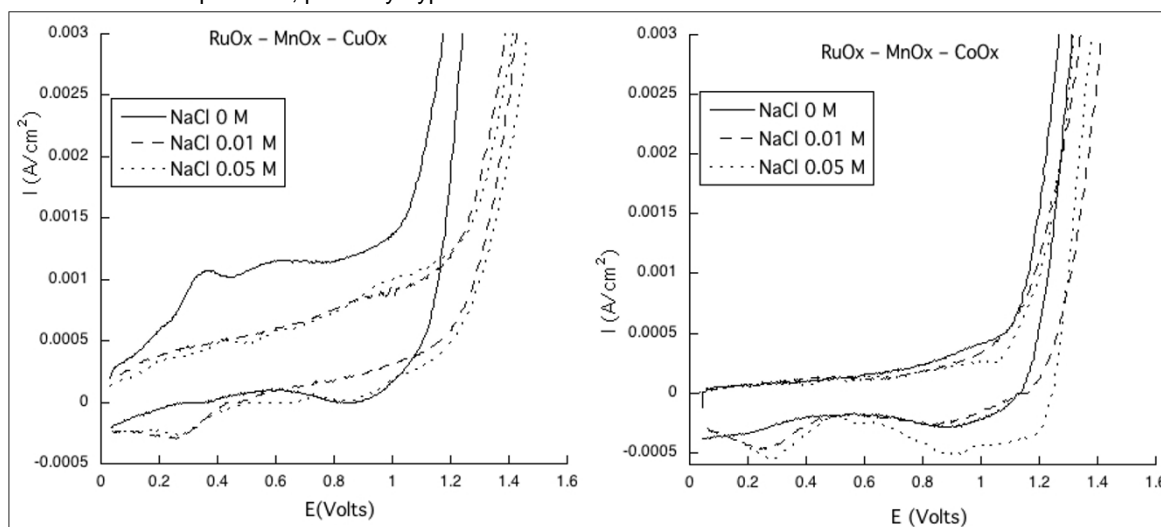 RuOx – MnOx – CuOx
NaCl 0 M
NaCl 0.01 M
NaCl 0.05 M
I (A/cm²)
0.003
0.0025
0.002
0.0015
0.001
0.0005
0
-0.0005
0 0.2 0.4 0.6 0.8 1 1.2 1.4 1.6
E(Volts)
RuOx – MnOx – CoOx
NaCl 0 M
NaCl 0.01 M
NaCl 0.05 M
I (A/cm²)
0.003
0.0025
0.002
0.0015
0.001
0.0005
0
-0.0005
0 0.2 0.4 0.6 0.8 1 1.2 1.4 1.6
E (Volts)